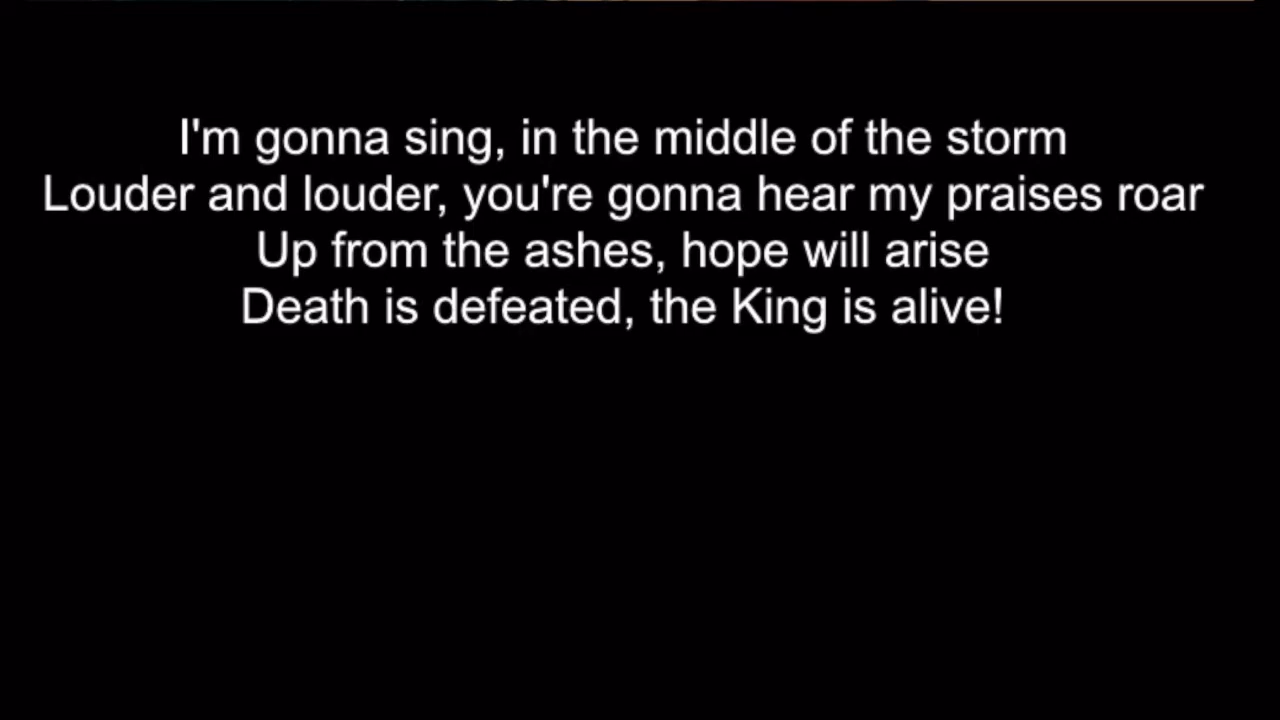 I'm gonna sing, in the middle of the storm
Louder and louder, you're gonna hear my praises roar
Up from the ashes, hope will arise
Death is defeated, the King is alive!